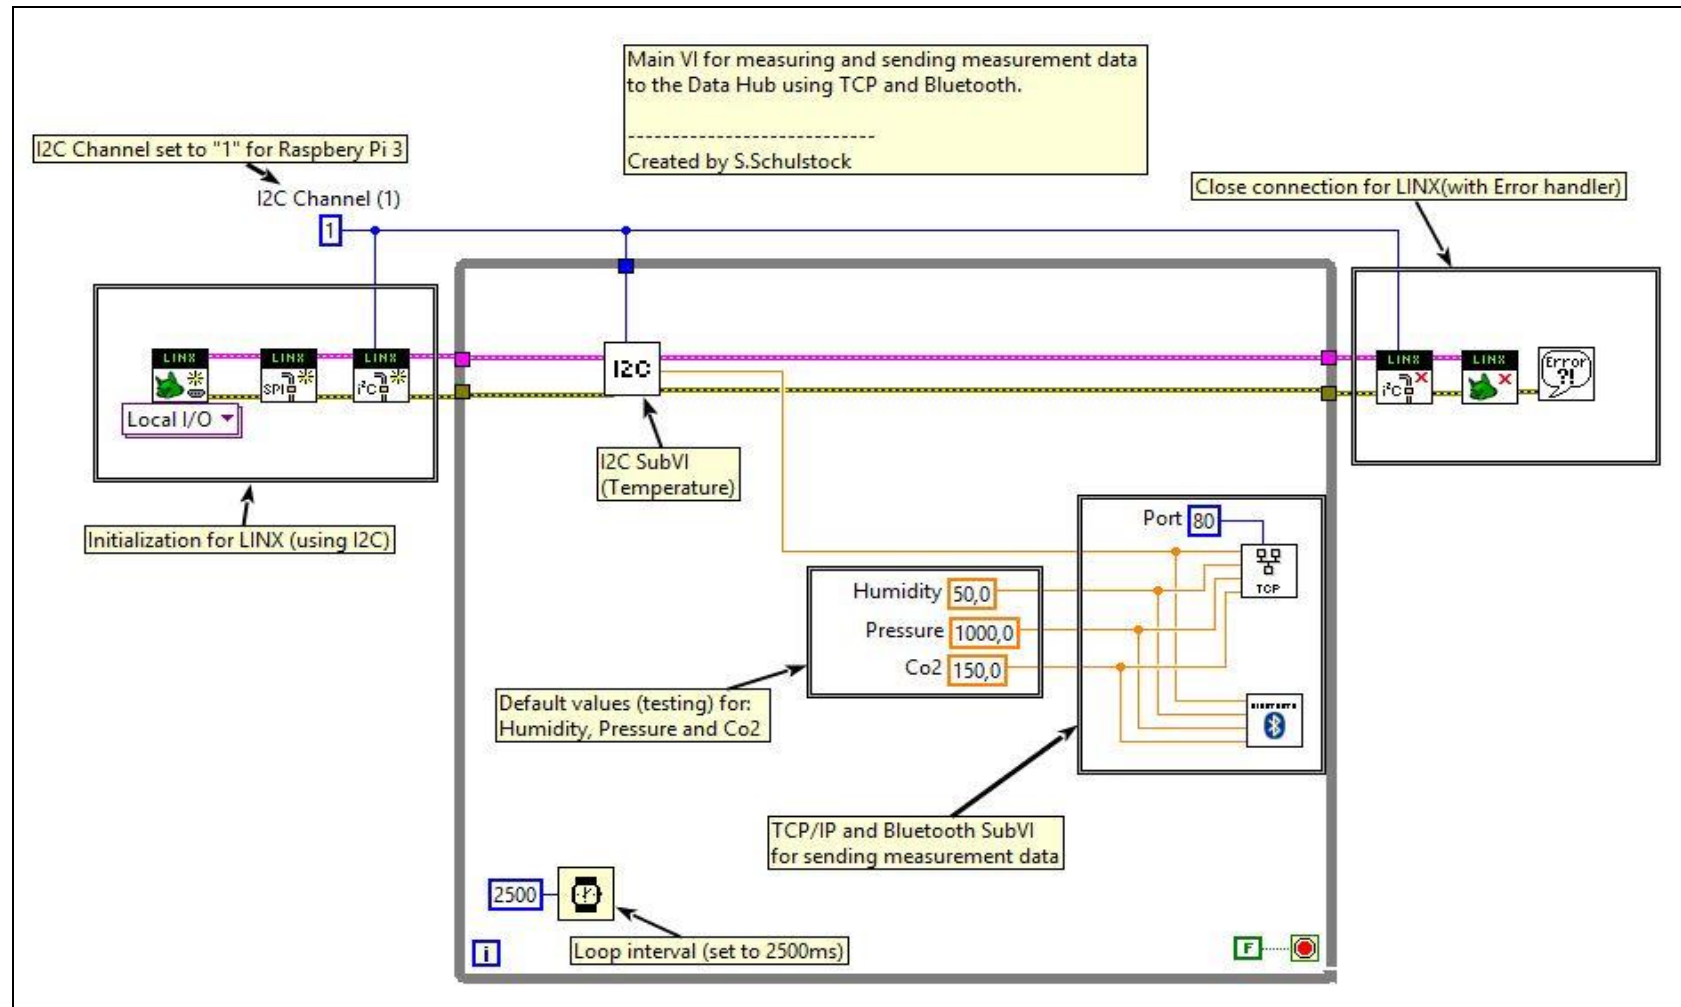 Main VI for measuring and sending measurement data
to the Data Hub using TCP and Bluetooth.
----------------------------
Created by S.Schulstock
I2C Channel set to "1" for Raspbery Pi 3
I2C Channel (1)
1
Close connection for LINX(with Error handler)
LINX
LINX
SPI
LINX
I²C
Local I/O
Initialization for LINX (using I2C)
I2C
I2C SubVI
(Temperature)
LINX
I²C
LINX
Error
?!
Port 80
TCP
Humidity 50,0
Pressure 1000,0
Co2 150,0
Default values (testing) for:
Humidity, Pressure and Co2
BLUETOOTH
TCP/IP and Bluetooth SubVI
for sending measurement data
2500
Loop interval (set to 2500ms)
i
F